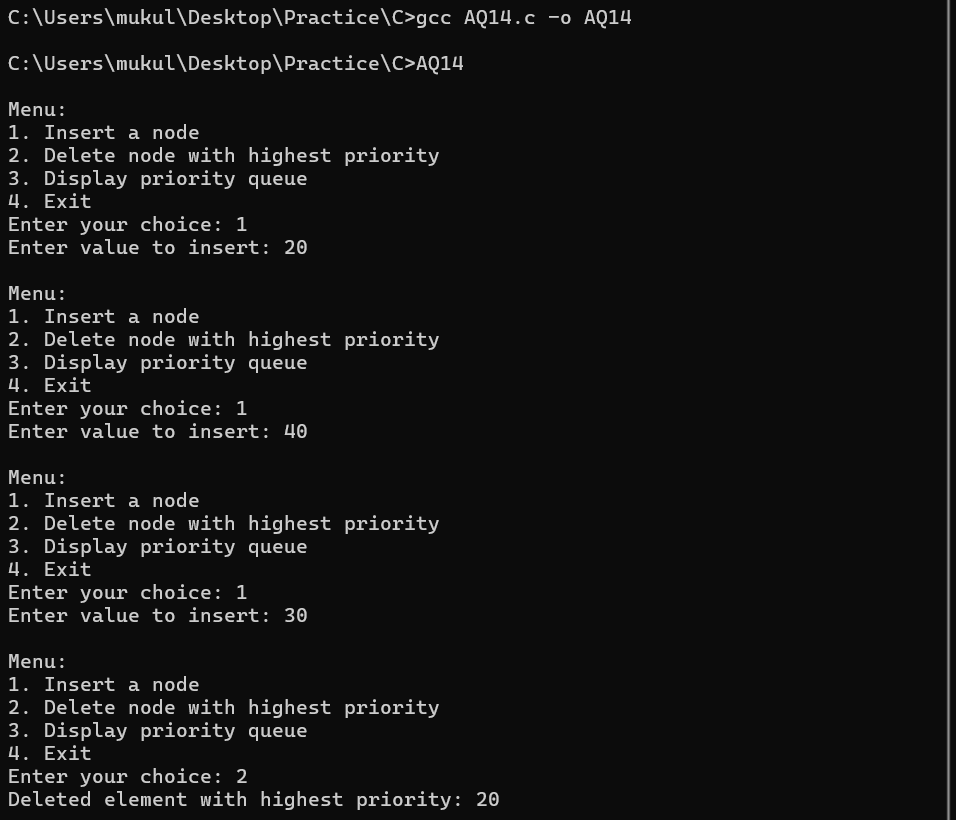 C:\Users\mukul\Desktop\Practice\C>gcc AQ14.c -o AQ14
C:\Users\mukul\Desktop\Practice\C>AQ14
Menu:
1. Insert a node
2. Delete node with highest priority
3. Display priority queue
4. Exit
Enter your choice: 1
Enter value to insert: 20
Menu:
1. Insert a node
2. Delete node with highest priority
3. Display priority queue
4. Exit
Enter your choice: 1
Enter value to insert: 40
Menu:
1. Insert a node
2. Delete node with highest priority
3. Display priority queue
4. Exit
Enter your choice: 1
Enter value to insert: 30
Menu:
1. Insert a node
2. Delete node with highest priority
3. Display priority queue
4. Exit
Enter your choice: 2
Deleted element with highest priority: 20